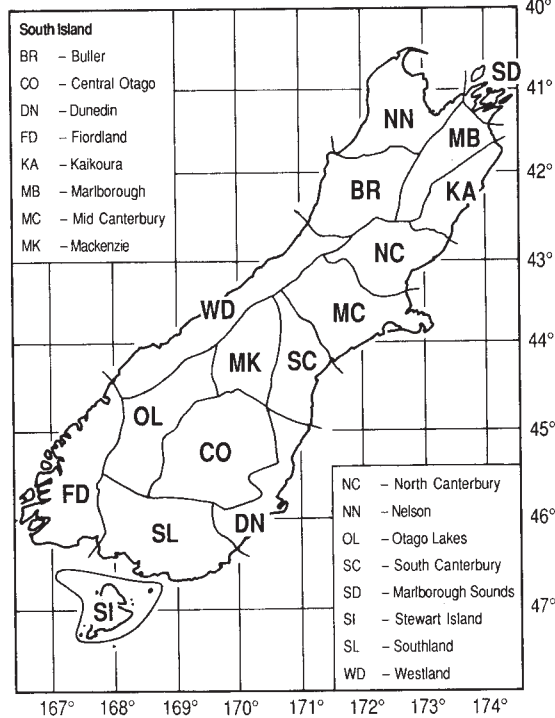 South Island
BR – Buller
CO – Central Otago
DN – Dunedin
FD – Fiordland
KA – Kaikoura
MB – Marlborough
MC – Mid Canterbury
MK – Mackenzie
40°
SD
41°
NN
MB
42°
BR
KA
NC
43°
WD
MC
44°
MK
SC
OL
45°
CO
NC – North Canterbury
NN – Nelson
OL – Otago Lakes
SC – South Canterbury
SD – Marlborough Sounds
SI – Stewart Island
SL – Southland
WD – Westland
FD
DN
46°
SL
SI
47°
167° 168° 169° 170° 171° 172° 173° 174°